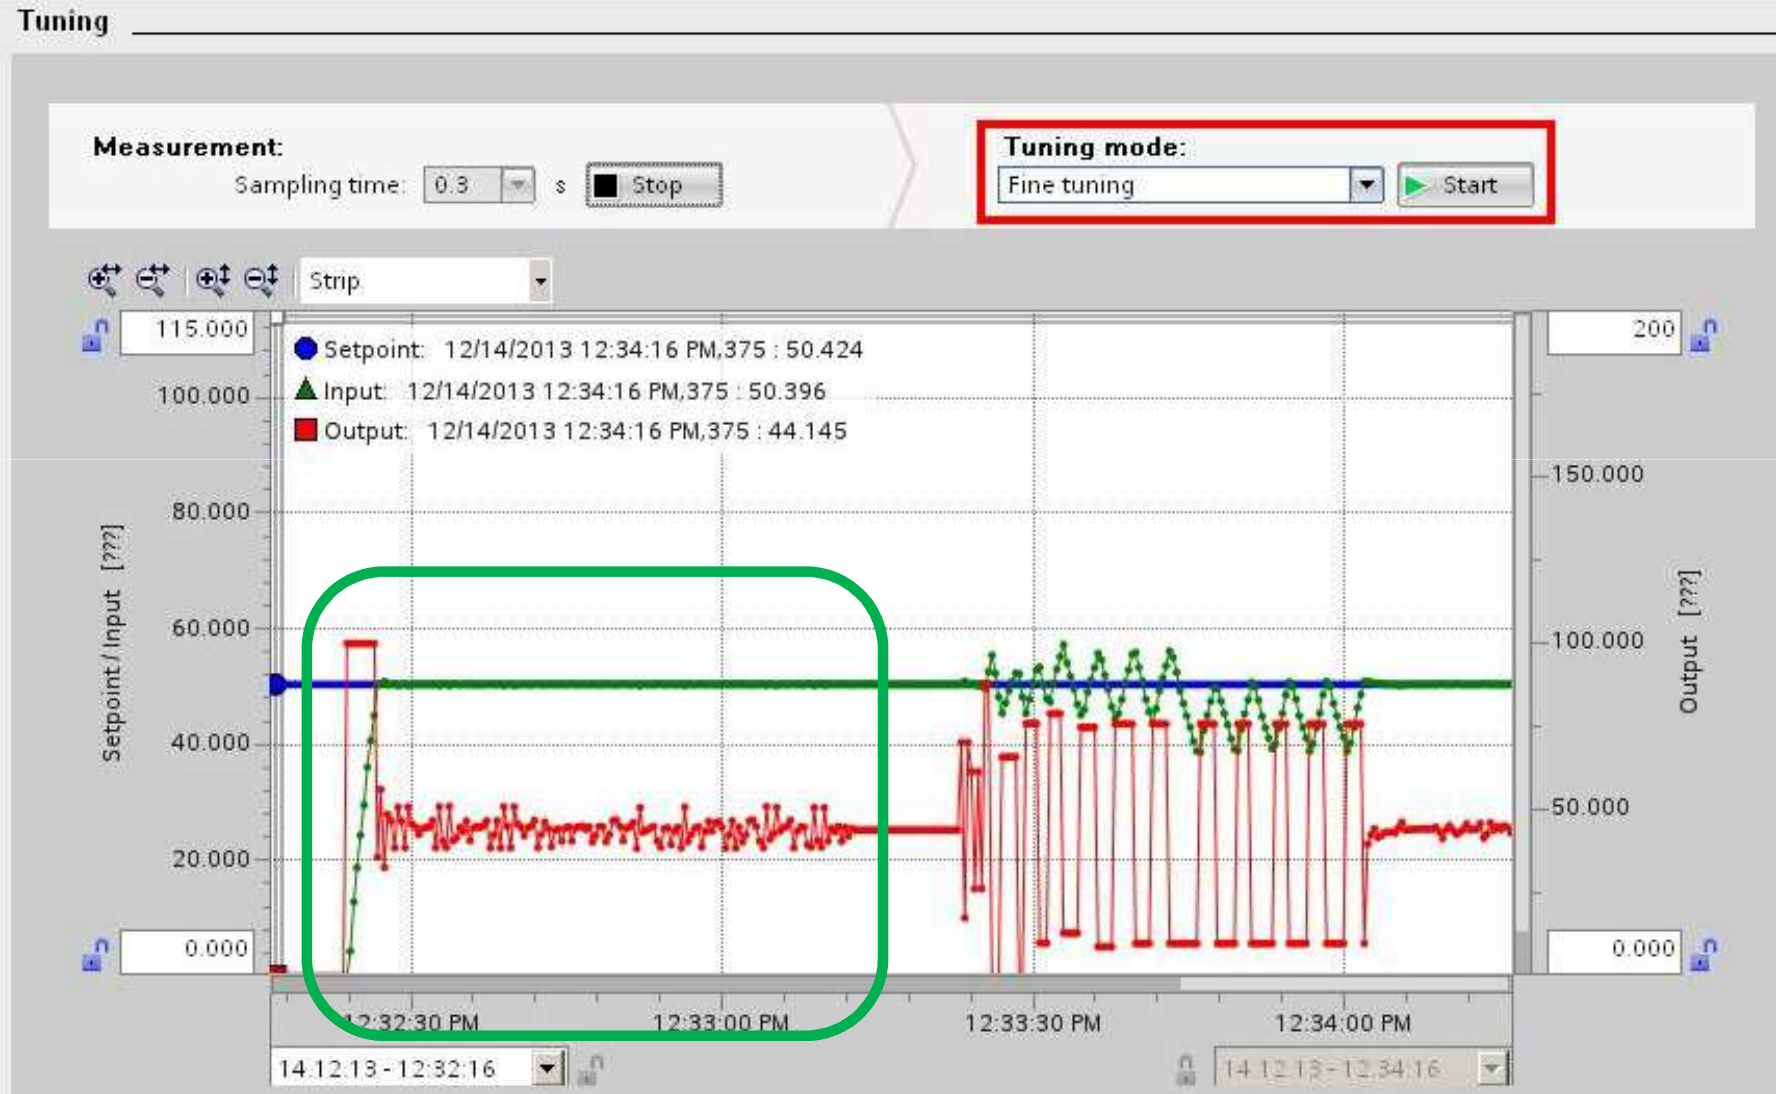 Tuning
Measurement:
Sampling time: 0.3 s Stop
Tuning mode:
Fine tuning Start
Strip
115.000
100.000
80.000
60.000
40.000
20.000
0.000
Setpoint/Input [???]
Setpoint: 12/14/2013 12:34:16 PM,375 : 50.424
Input: 12/14/2013 12:34:16 PM,375 : 50.396
Output: 12/14/2013 12:34:16 PM,375 : 44.145
200
150.000
100.000
50.000
0.000
Output [???]
12:32:30 PM 12:33:00 PM 12:33:30 PM 12:34:00 PM
14.12.13 - 12:32:16 14.12.13 - 12:34:16